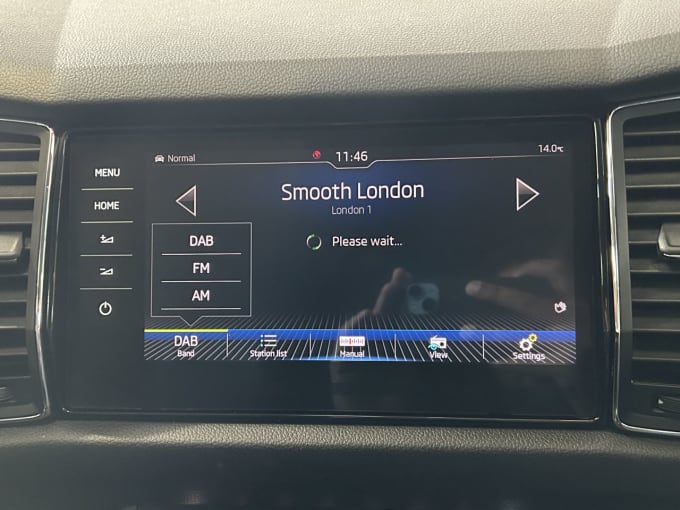 Normal
11:46
14.0°C
MENU
HOME
Smooth London
London 1
Please wait...
DAB
FM
AM
DAB
Band
Station list
Manual
View
Settings